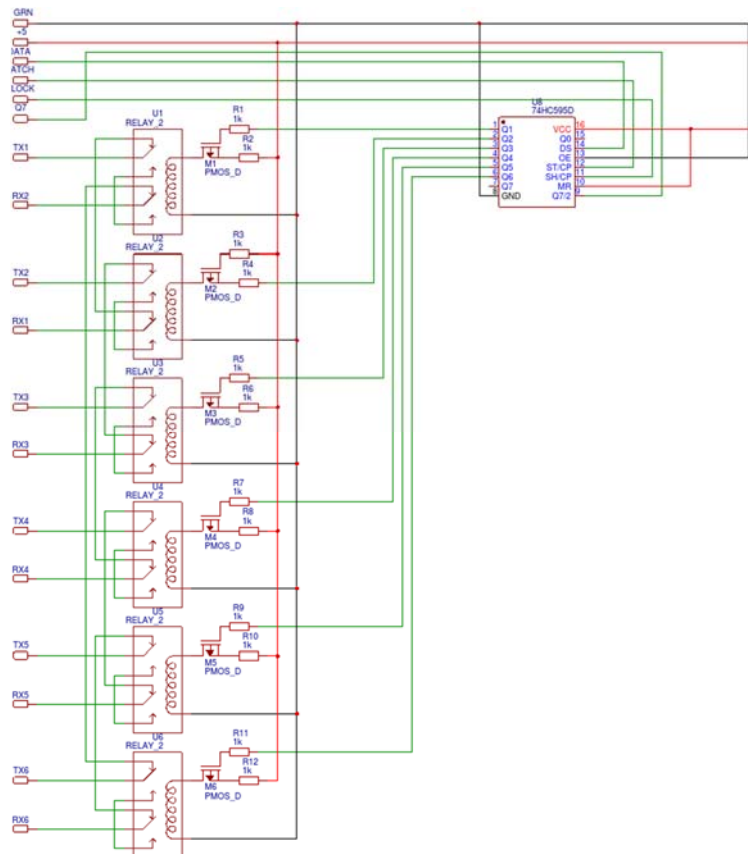 GRN
+5
DATA
ATCH
LOCK
Q7
U1
RELAY_2
R1
1k
R2
1k
M1
PMOS_D
TX1
RX2
U2
RELAY_2
R3
1k
R4
1k
M2
PMOS_D
TX2
RX1
U3
RELAY_2
R5
1k
R6
1k
M3
PMOS_D
TX3
RX3
U4
RELAY_2
R7
1k
R8
1k
M4
PMOS_D
TX4
RX4
U5
RELAY_2
R9
1k
R10
1k
M5
PMOS_D
TX5
RX5
U6
RELAY_2
R11
1k
R12
1k
M6
PMOS_D
TX6
RX6
U8
74HC595D
1 Q1 VCC 16
2 Q2 Q0 15
3 Q3 DS 14
4 Q4 OE 13
5 Q5 ST/CP 12
6 Q6 SH/CP 11
7 Q7 MR 10
8 GND Q7/2 9